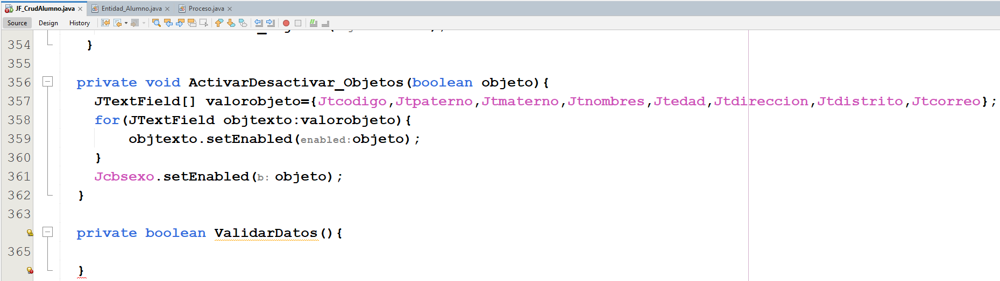 JF_CrudAlumno.java Entidad_Alumno.java Proceso.java
Source Design History
354 }
355
356 private void ActivarDesactivar_Objetos(boolean objeto){
357 JTextField[] valorobjeto={Jtcodigo,Jtpaterno,Jtmaterno,Jtnombres,Jtedad,Jtdireccion,Jtdistrito,Jtcorreo};
358 for(JTextField objtexto:valorobjeto){
359 objtexto.setEnabled(enabled:objeto);
360 }
361 Jcbsexo.setEnabled(b: objeto);
362 }
363
private boolean ValidarDatos(){
365
}